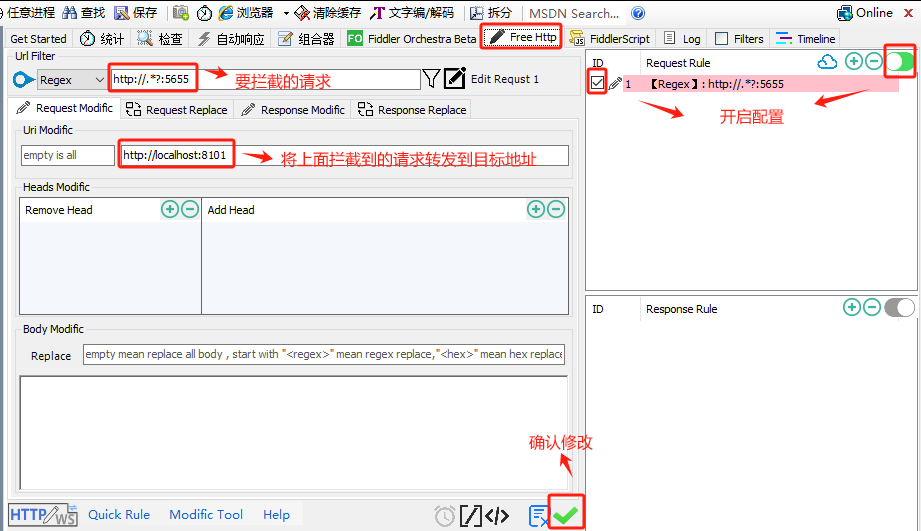 任意进程 查找 保存 浏览器 清除缓存 文字编/解码 拆分 MSDN Search... Online
Get Started 统计 检查 自动响应 组合器 FO Fiddler Orchestra Beta Free Http FiddlerScript Log Filters Timeline
Url Filter
Regex http://.*?:5655 要拦截的请求 Edit Requst 1
Request Modific Request Replace Response Modific Response Replace
Uri Modific
empty is all http://localhost:8101 将上面拦截到的请求转发到目标地址
Heads Modific
Remove Head Add Head
Body Modific
Replace empty mean replace all body , start with "<regex>" mean regex replace,"<hex>" mean hex replace
确认修改
HTTP/WS Quick Rule Modific Tool Help
ID Request Rule
1 【Regex】: http://.*?:5655
开启配置
ID Response Rule